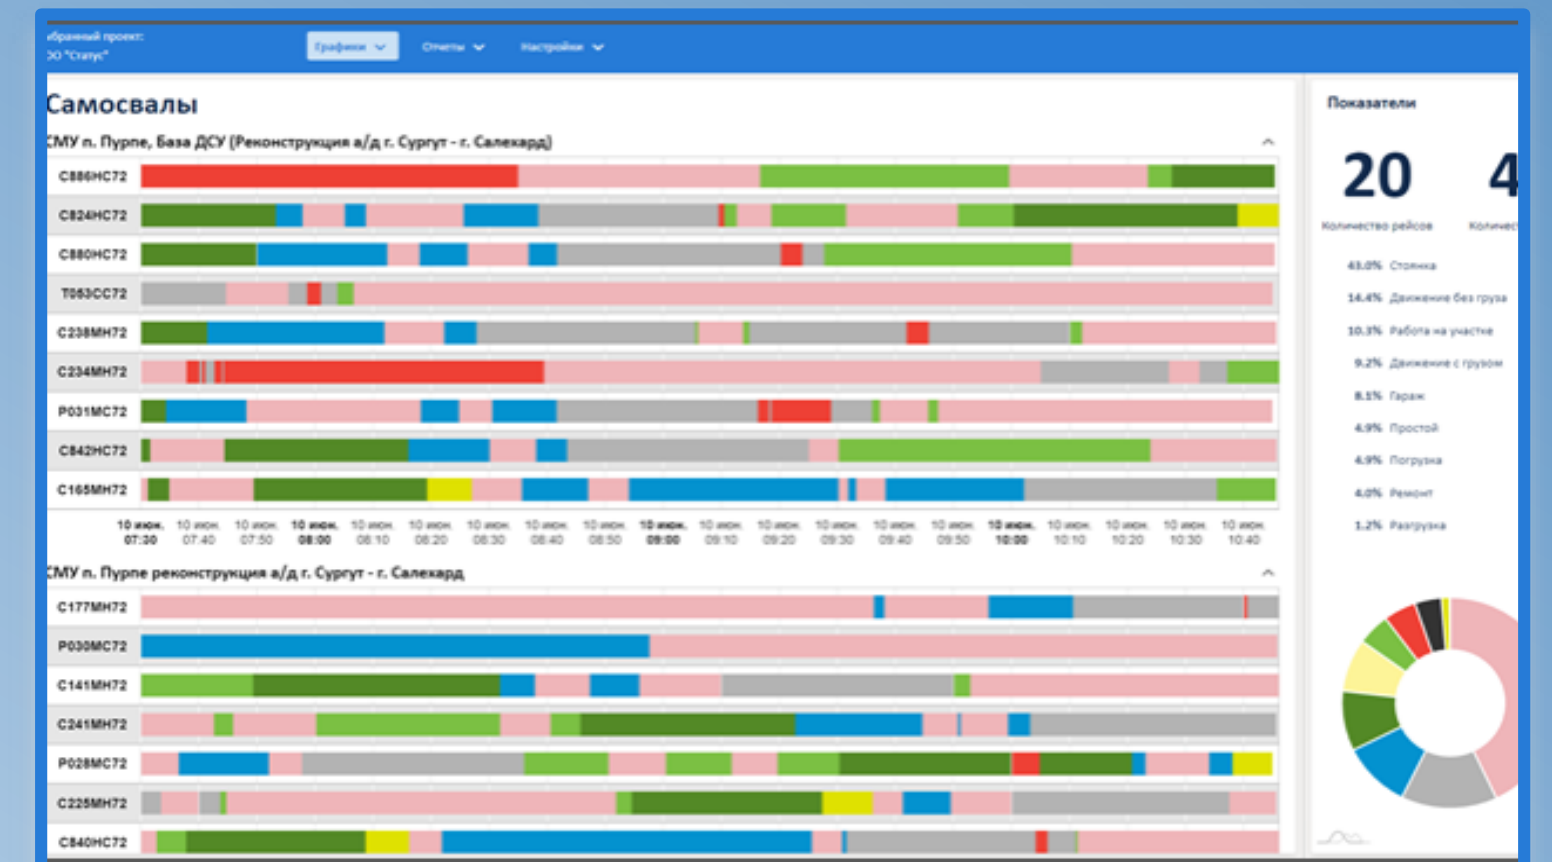 ыбранный проект:
ОО "Статус"
Графики
Отчеты
Настройки
Самосвалы
СМУ п. Пурпе, База ДСУ (Реконструкция а/д г. Сургут - г. Салехард)
С886НС72
С824НС72
С880НС72
Т053СС72
С238МН72
С234МН72
Р031МС72
С842НС72
С165МН72
10 июн. 10 июн. 10 июн. 10 июн. 10 июн. 10 июн. 10 июн. 10 июн. 10 июн. 10 июн. 10 июн. 10 июн. 10 июн. 10 июн. 10 июн. 10 июн. 10 июн. 10 июн. 10 июн. 10 июн.
07:30 07:40 07:50 08:00 08:10 08:20 08:30 08:40 08:50 09:00 09:10 09:20 09:30 09:40 09:50 10:00 10:10 10:20 10:30 10:40
СМУ п. Пурпе реконструкция а/д г. Сургут - г. Салехард
С177МН72
Р030МС72
С141МН72
С241МН72
Р028МС72
С225МН72
С840НС72
Показатели
20 4
Количество рейсов Количес
43.0% Стоянка
14.4% Движение без груза
10.3% Работа на участке
9.2% Движение с грузом
8.1% Гараж
4.9% Простой
4.9% Погрузка
4.0% Ремонт
1.2% Разгрузка